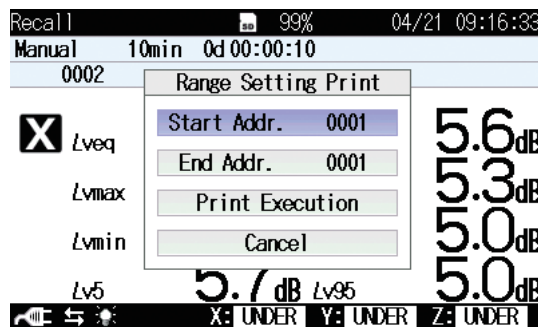 Recall SD 99% 04/21 09:16:33
Manual 10min 0d 00:00:10
0002
Range Setting Print
Start Addr. 0001
End Addr. 0001
Print Execution
Cancel
X Lveq 5.6dB
Lvmax 5.3dB
Lvmin 5.0dB
Lv5 5.7dB Lv95 5.0dB
X: UNDER Y: UNDER Z: UNDER